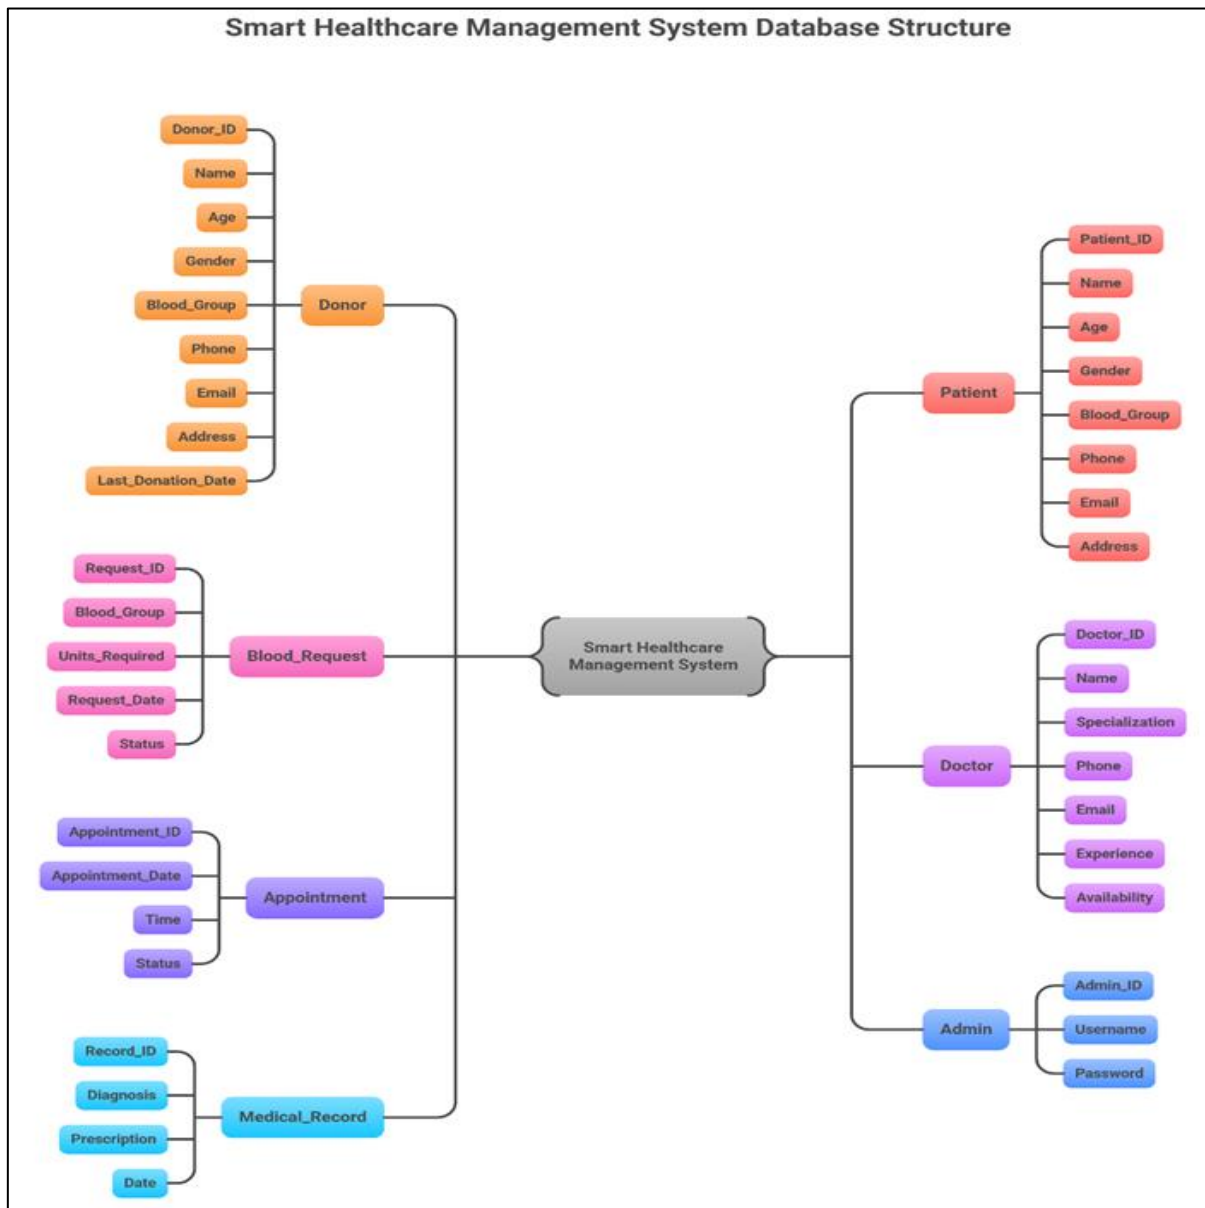 Smart Healthcare Management System Database Structure
Donor_ID
Name
Age
Gender
Blood_Group
Phone
Email
Address
Last_Donation_Date
Donor
Request_ID
Blood_Group
Units_Required
Request_Date
Status
Blood_Request
Appointment_ID
Appointment_Date
Time
Status
Appointment
Record_ID
Diagnosis
Prescription
Date
Medical_Record
Smart Healthcare
Management System
Patient
Patient_ID
Name
Age
Gender
Blood_Group
Phone
Email
Address
Doctor
Doctor_ID
Name
Specialization
Phone
Email
Experience
Availability
Admin
Admin_ID
Username
Password